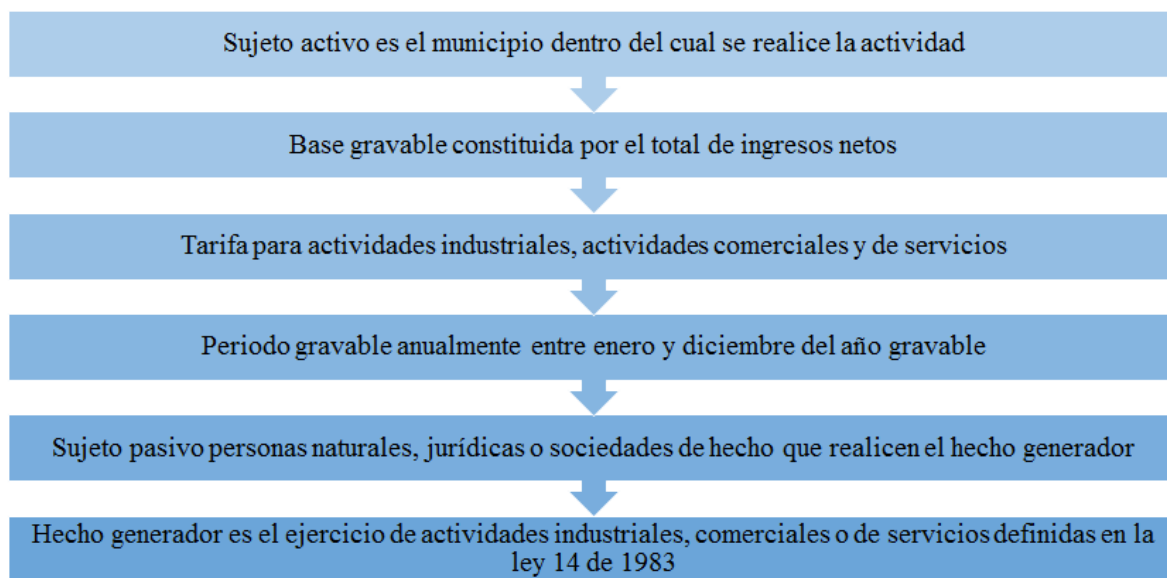 Sujeto activo es el municipio dentro del cual se realice la actividad
Base gravable constituida por el total de ingresos netos
Tarifa para actividades industriales, actividades comerciales y de servicios
Periodo gravable anualmente entre enero y diciembre del año gravable
Sujeto pasivo personas naturales, jurídicas o sociedades de hecho que realicen el hecho generador
Hecho generador es el ejercicio de actividades industriales, comerciales o de servicios definidas en la
ley 14 de 1983